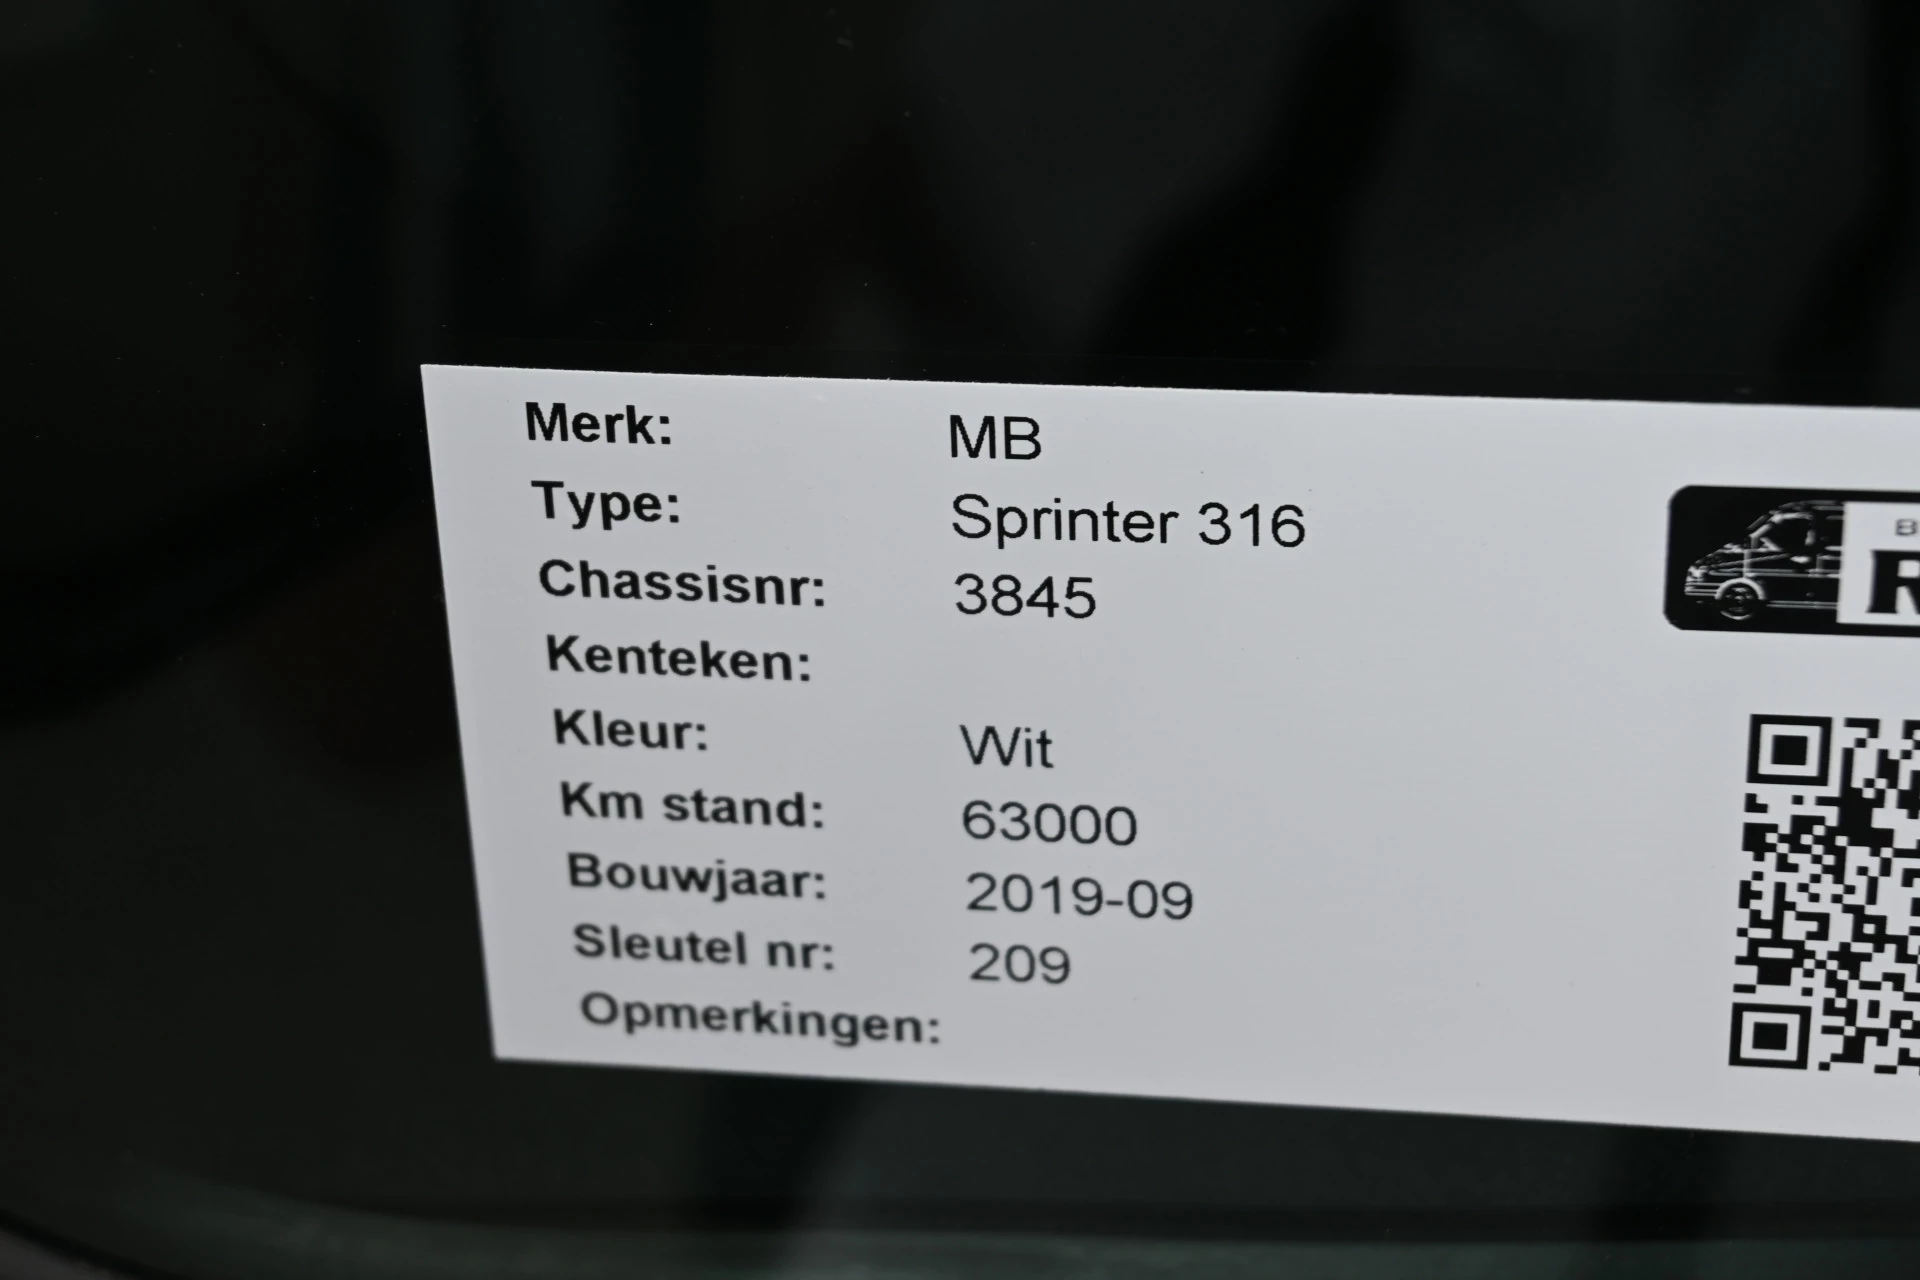 Merk: MB
Type: Sprinter 316
Chassisnr: 3845
Kenteken:
Kleur: Wit
Km stand: 63000
Bouwjaar: 2019-09
Sleutel nr: 209
Opmerkingen:
B
R